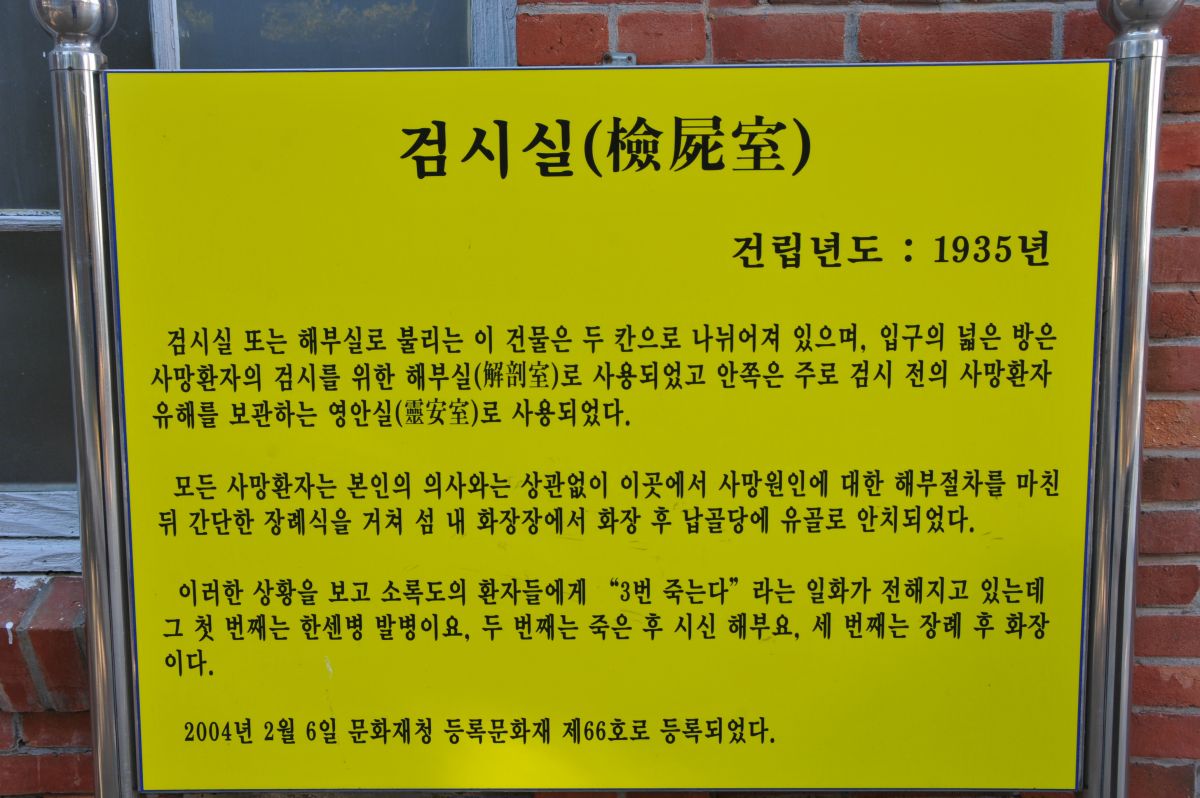 검시실(檢屍室)
건립년도 : 1935년
검시실 또는 해부실로 불리는 이 건물은 두 칸으로 나뉘어져 있으며, 입구의 넓은 방은
사망환자의 검시를 위한 해부실(解剖室)로 사용되었고 안쪽은 주로 검시 전의 사망환자
유해를 보관하는 영안실(靈安室)로 사용되었다.
모든 사망환자는 본인의 의사와는 상관없이 이곳에서 사망원인에 대한 해부절차를 마친
뒤 간단한 장례식을 거쳐 섬 내 화장장에서 화장 후 납골당에 유골로 안치되었다.
이러한 상황을 보고 소록도의 환자들에게 “3번 죽는다”라는 일화가 전해지고 있는데
그 첫 번째는 한센병 발병이요, 두 번째는 죽은 후 시신 해부요, 세 번째는 장례 후 화장
이다.
2004년 2월 6일 문화재청 등록문화재 제66호로 등록되었다.